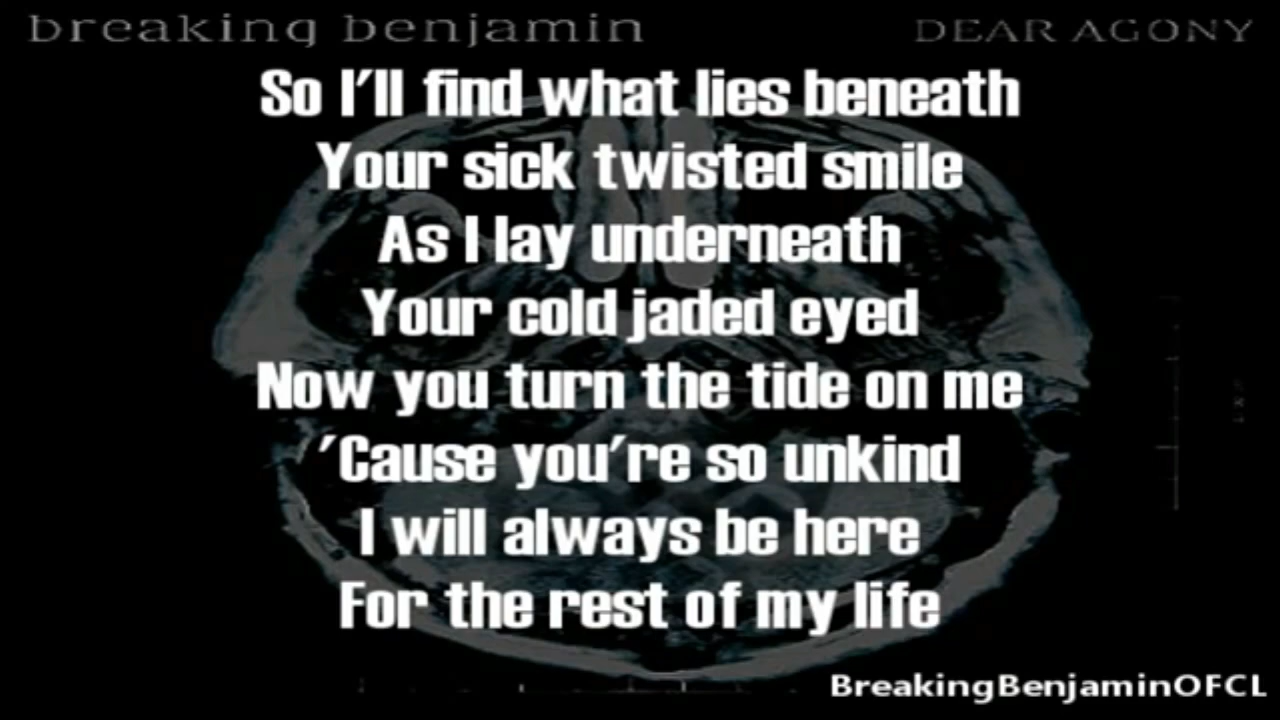 breaking benjamin
DEAR AGONY
So I'll find what lies beneath
Your sick twisted smile
As I lay underneath
Your cold jaded eyed
Now you turn the tide on me
'Cause you're so unkind
I will always be here
For the rest of my life
BreakingBenjaminOFCL